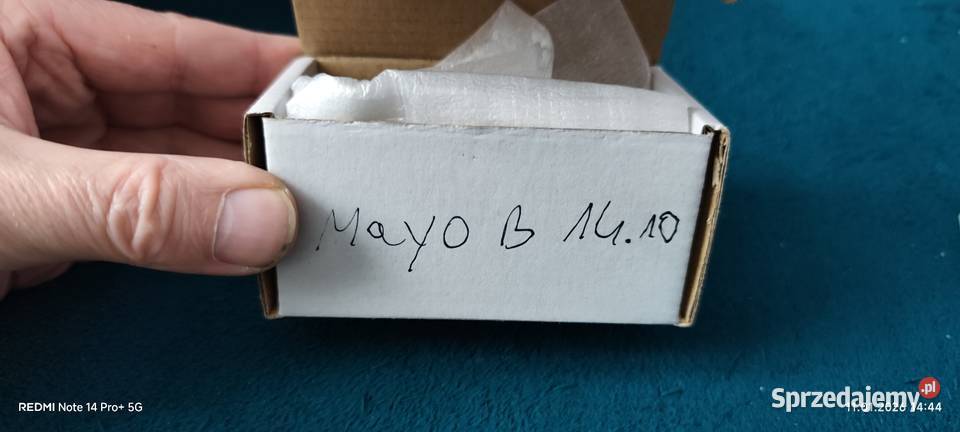 Mayo B 14.10
REDMI Note 14 Pro+ 5G
Sprzedajemy.pl